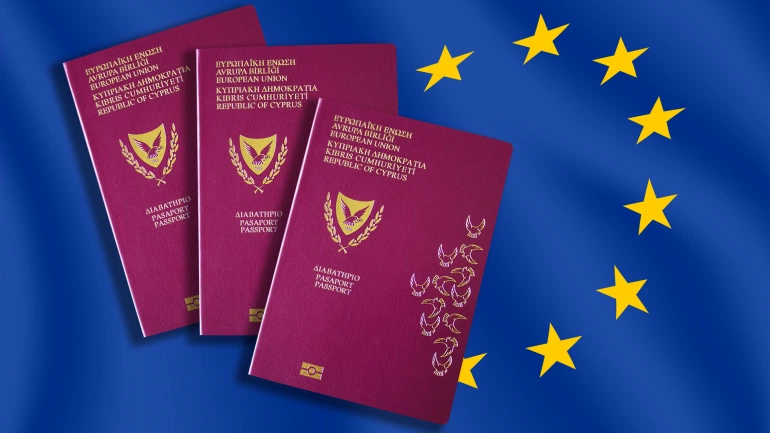 ΕΥΡΩΠΑΪΚΗ ΕΝΩΣΗ
AVRUPA BİRLİĞİ
EUROPEAN UNION
ΚΥΠΡΙΑΚΗ ΔΗΜΟΚΡΑΤΙΑ
KIBRIS CUMHURİYETİ
REPUBLIC OF CYPRUS
ΔΙΑΒΑΤΗΡΙΟ
PASAPORT
PASSPORT
ΕΥΡΩΠΑΪΚΗ ΕΝΩΣΗ
AVRUPA BİRLİĞİ
EUROPEAN UNION
ΚΥΠΡΙΑΚΗ ΔΗΜΟΚΡΑΤΙΑ
KIBRIS CUMHURİYETİ
REPUBLIC OF CYPRUS
ΔΙΑΒΑΤΗΡΙΟ
PASAPORT
PASSPORT
ΕΥΡΩΠΑΪΚΗ ΕΝΩΣΗ
AVRUPA BİRLİĞİ
EUROPEAN UNION
ΚΥΠΡΙΑΚΗ ΔΗΜΟΚΡΑΤΙΑ
KIBRIS CUMHURİYETİ
REPUBLIC OF CYPRUS
ΔΙΑΒΑΤΗΡΙΟ
PASAPORT
PASSPORT